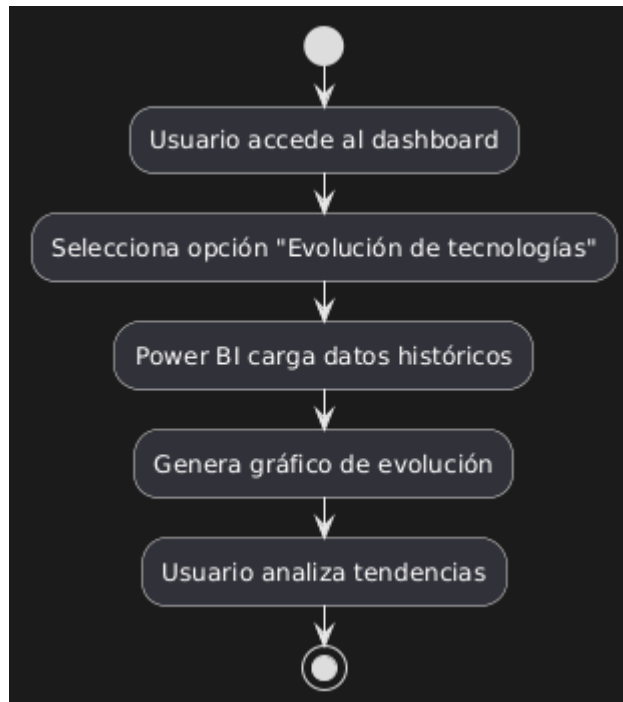 Usuario accede al dashboard
Selecciona opción "Evolución de tecnologías"
Power BI carga datos históricos
Genera gráfico de evolución
Usuario analiza tendencias